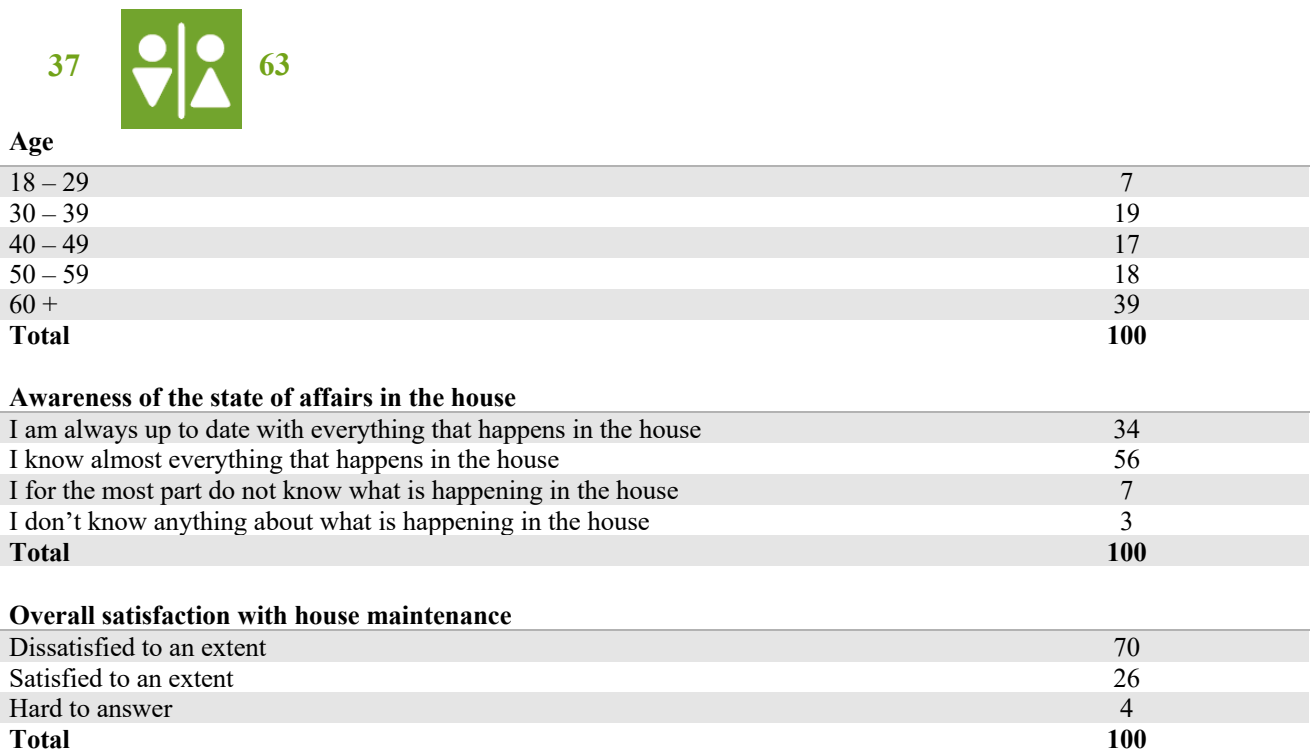 37 63
Age
18 – 29 7
30 – 39 19
40 – 49 17
50 – 59 18
60 + 39
Total 100
Awareness of the state of affairs in the house
I am always up to date with everything that happens in the house 34
I know almost everything that happens in the house 56
I for the most part do not know what is happening in the house 7
I don’t know anything about what is happening in the house 3
Total 100
Overall satisfaction with house maintenance
Dissatisfied to an extent 70
Satisfied to an extent 26
Hard to answer 4
Total 100